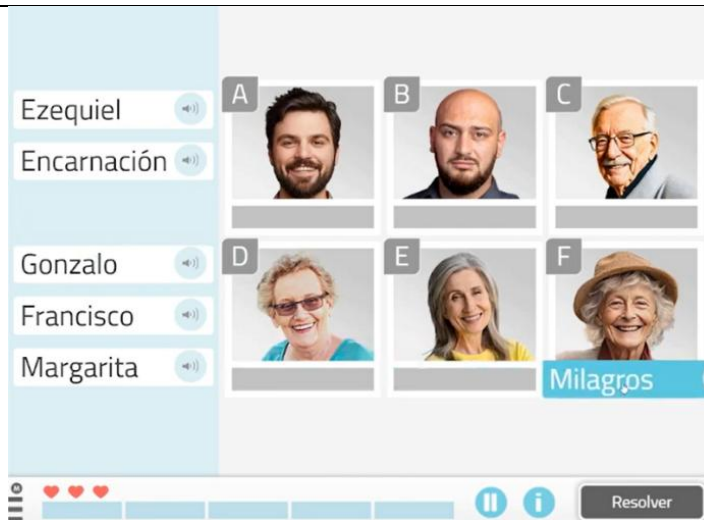 Ezequiel
A
B
C
Encarnación
Gonzalo
D
E
F
Francisco
Margarita
Milagros
M
i
Resolver